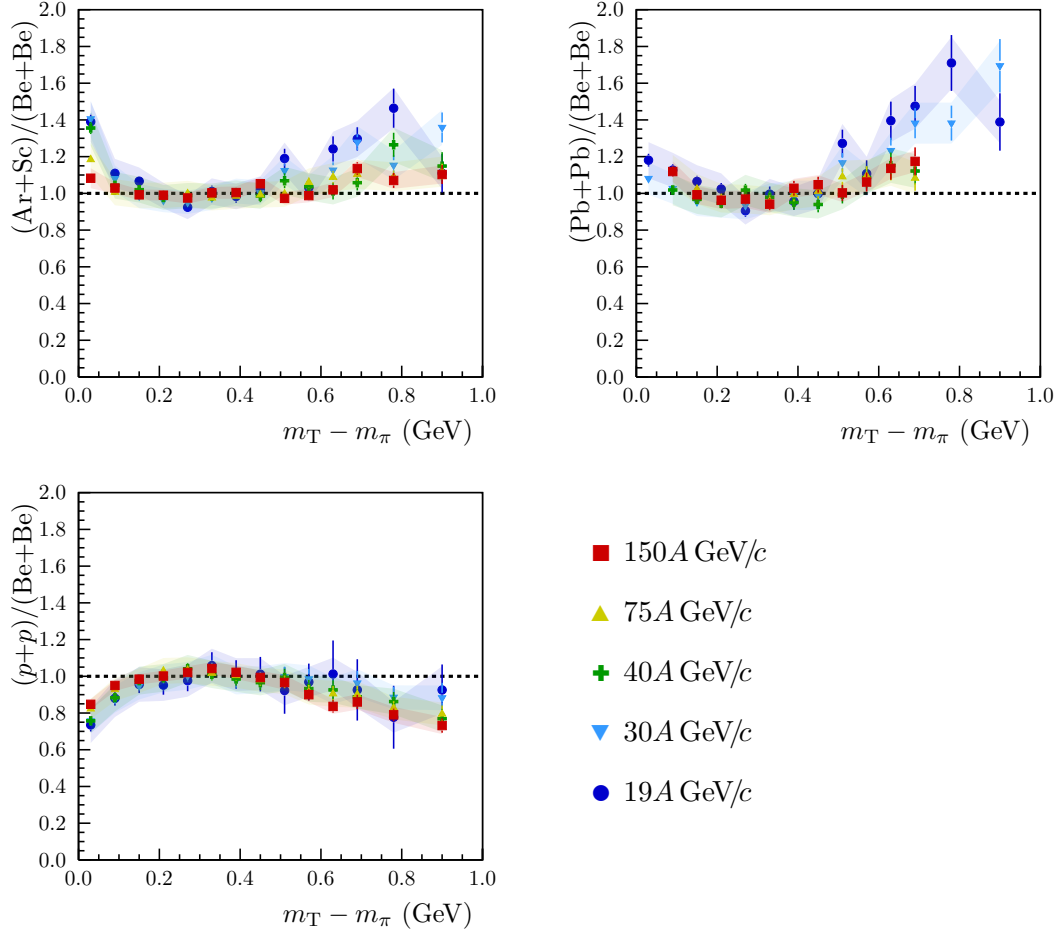 (Ar+Sc)/(Be+Be)
2.0
1.8
1.6
1.4
1.2
1.0
0.8
0.6
0.4
0.2
0.0
0.0 0.2 0.4 0.6 0.8 1.0
m_T − m_π (GeV)
(Pb+Pb)/(Be+Be)
2.0
1.8
1.6
1.4
1.2
1.0
0.8
0.6
0.4
0.2
0.0
0.0 0.2 0.4 0.6 0.8 1.0
m_T − m_π (GeV)
(p+p)/(Be+Be)
2.0
1.8
1.6
1.4
1.2
1.0
0.8
0.6
0.4
0.2
0.0
0.0 0.2 0.4 0.6 0.8 1.0
m_T − m_π (GeV)
150A GeV/c
75A GeV/c
40A GeV/c
30A GeV/c
19A GeV/c